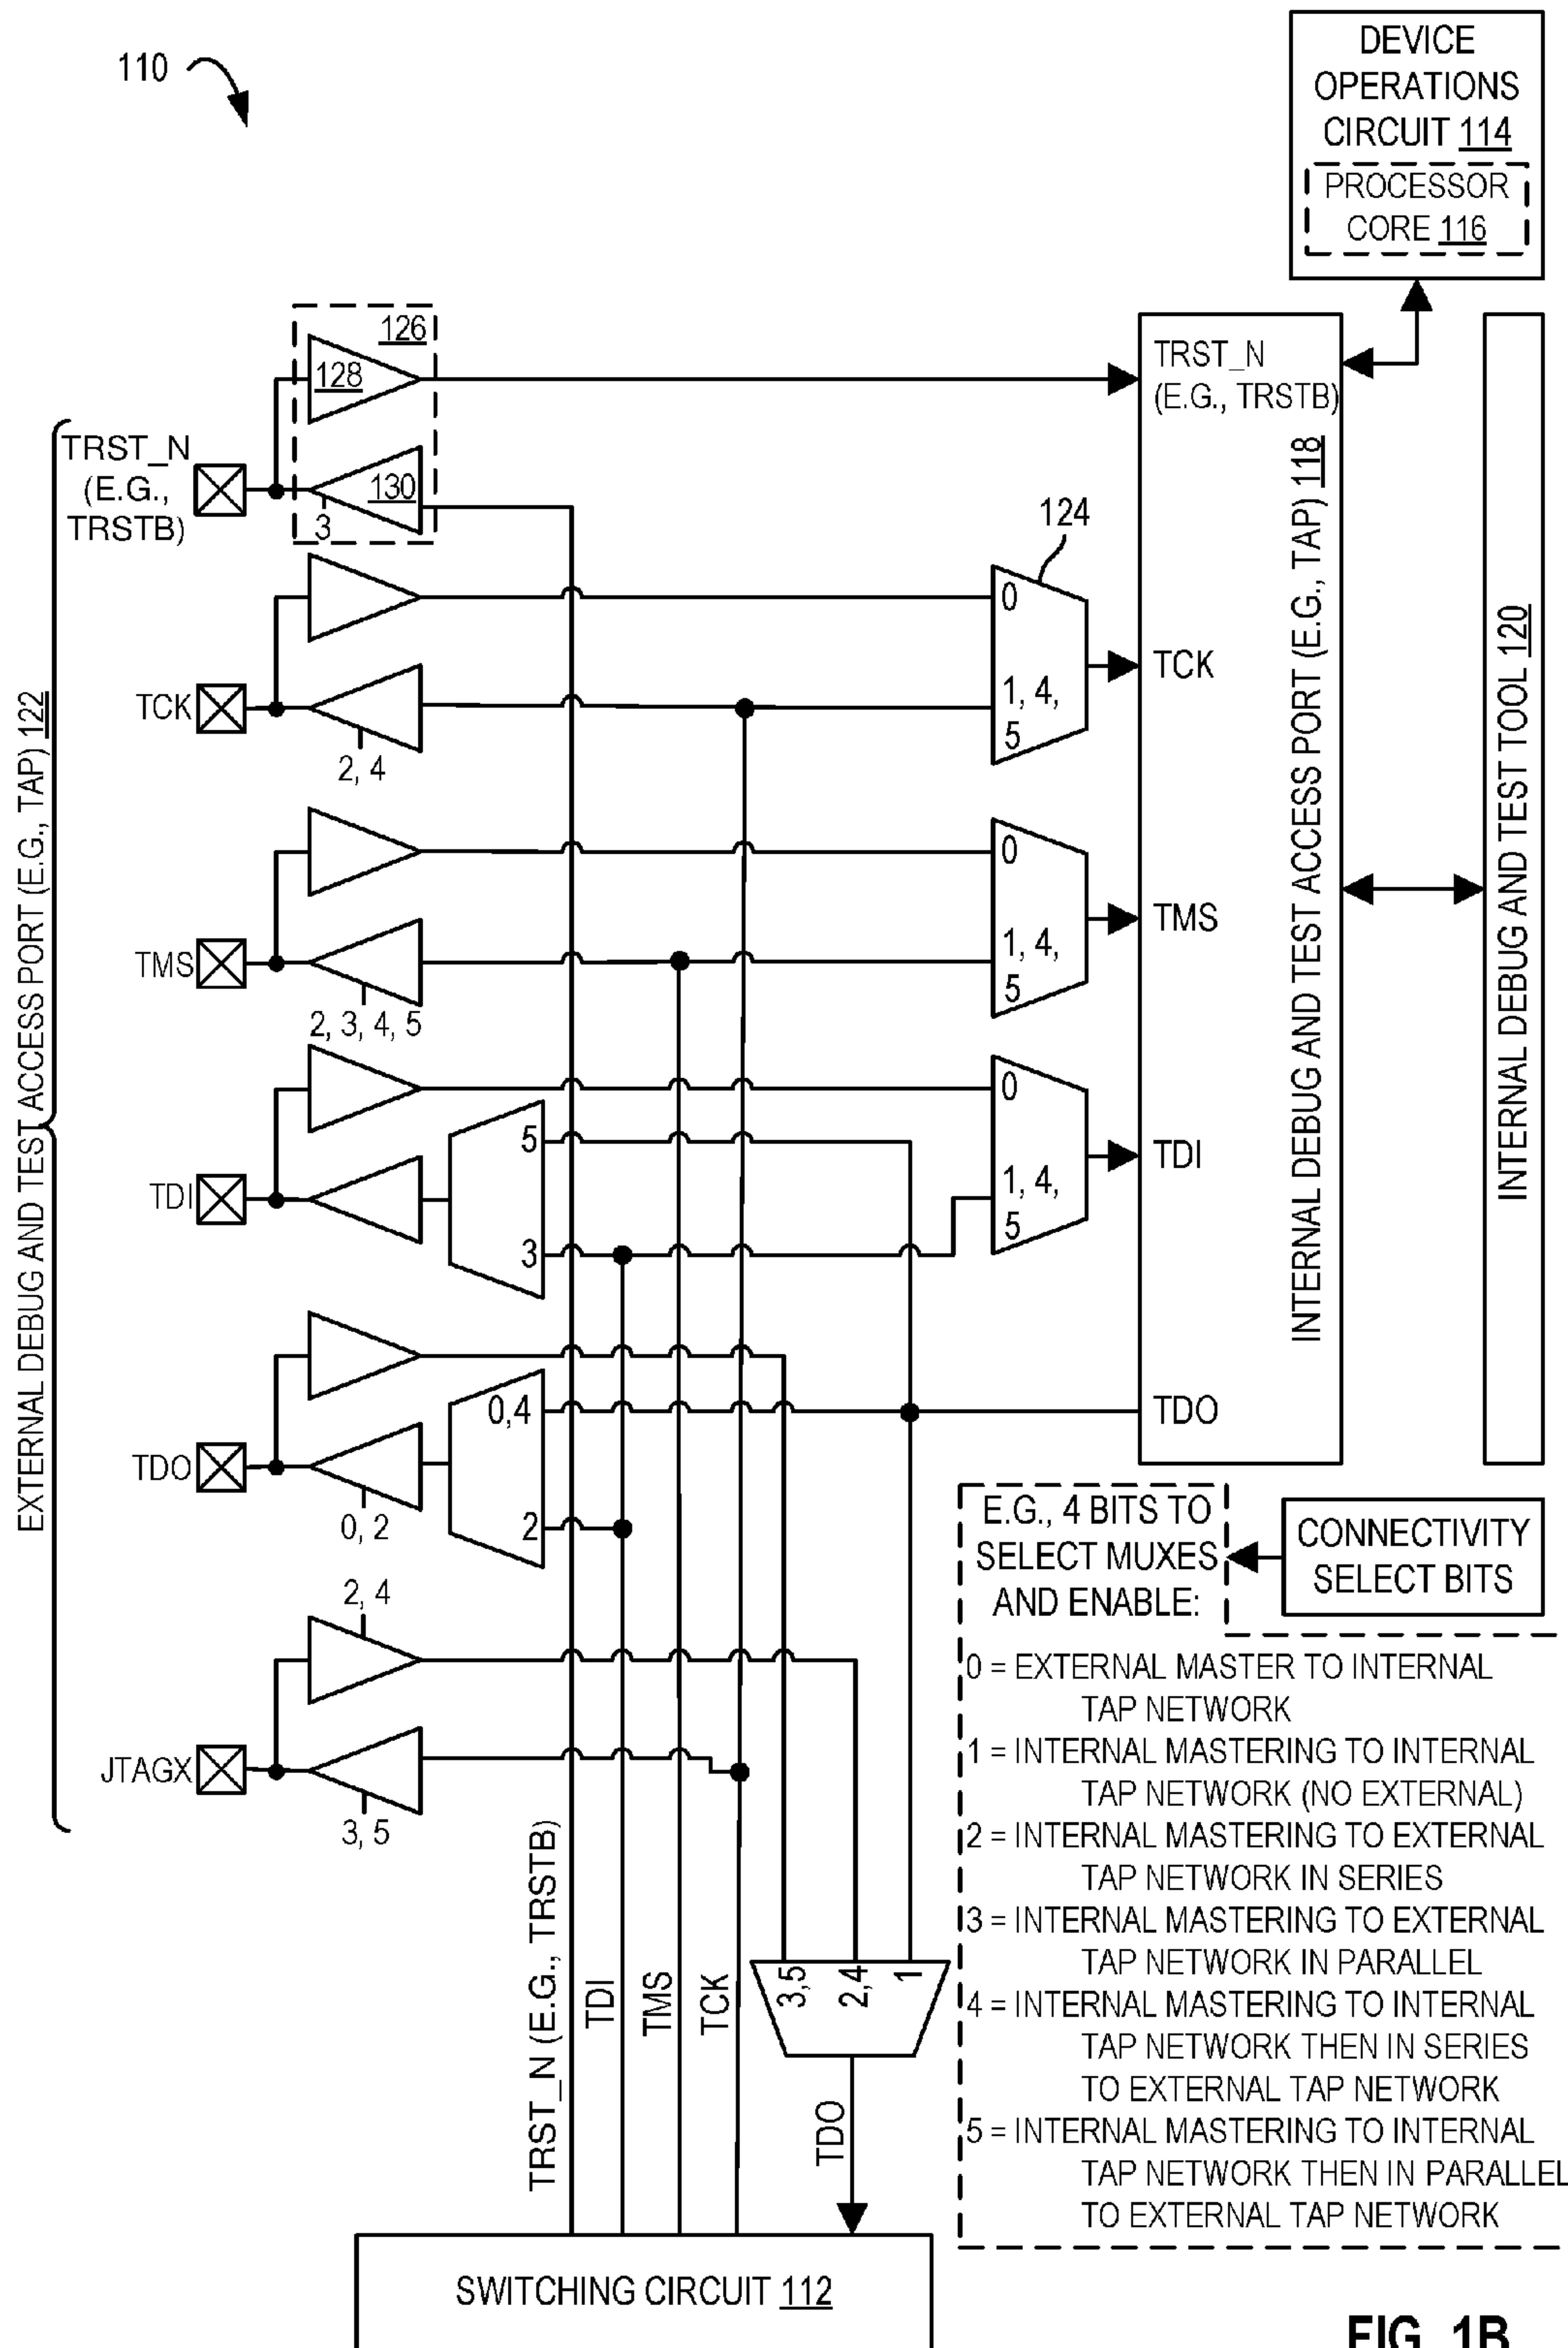 110
DEVICE
OPERATIONS
CIRCUIT 114
PROCESSOR
CORE 116
126
128
130
3
TRST_N
(E.G.,
TRSTB)
TRST_N
(E.G., TRSTB)
INTERNAL DEBUG AND TEST ACCESS PORT (E.G., TAP) 118
INTERNAL DEBUG AND TEST TOOL 120
EXTERNAL DEBUG AND TEST ACCESS PORT (E.G., TAP) 122
124
0
1, 4,
5
TCK
TCK
2, 4
0
1, 4,
5
TMS
TMS
2, 3, 4, 5
0
1, 4,
5
TDI
5
3
TDI
0,4
2
TDO
TDO
0, 2
2, 4
JTAGX
3, 5
E.G., 4 BITS TO
SELECT MUXES
AND ENABLE:
CONNECTIVITY
SELECT BITS
0 = EXTERNAL MASTER TO INTERNAL
TAP NETWORK
1 = INTERNAL MASTERING TO INTERNAL
TAP NETWORK (NO EXTERNAL)
2 = INTERNAL MASTERING TO EXTERNAL
TAP NETWORK IN SERIES
3 = INTERNAL MASTERING TO EXTERNAL
TAP NETWORK IN PARALLEL
4 = INTERNAL MASTERING TO INTERNAL
TAP NETWORK THEN IN SERIES
TO EXTERNAL TAP NETWORK
5 = INTERNAL MASTERING TO INTERNAL
TAP NETWORK THEN IN PARALLEL
TO EXTERNAL TAP NETWORK
TRST_N (E.G., TRSTB)
TDI
TMS
TCK
3,5
2,4
1
TDO
SWITCHING CIRCUIT 112
FIG. 1B